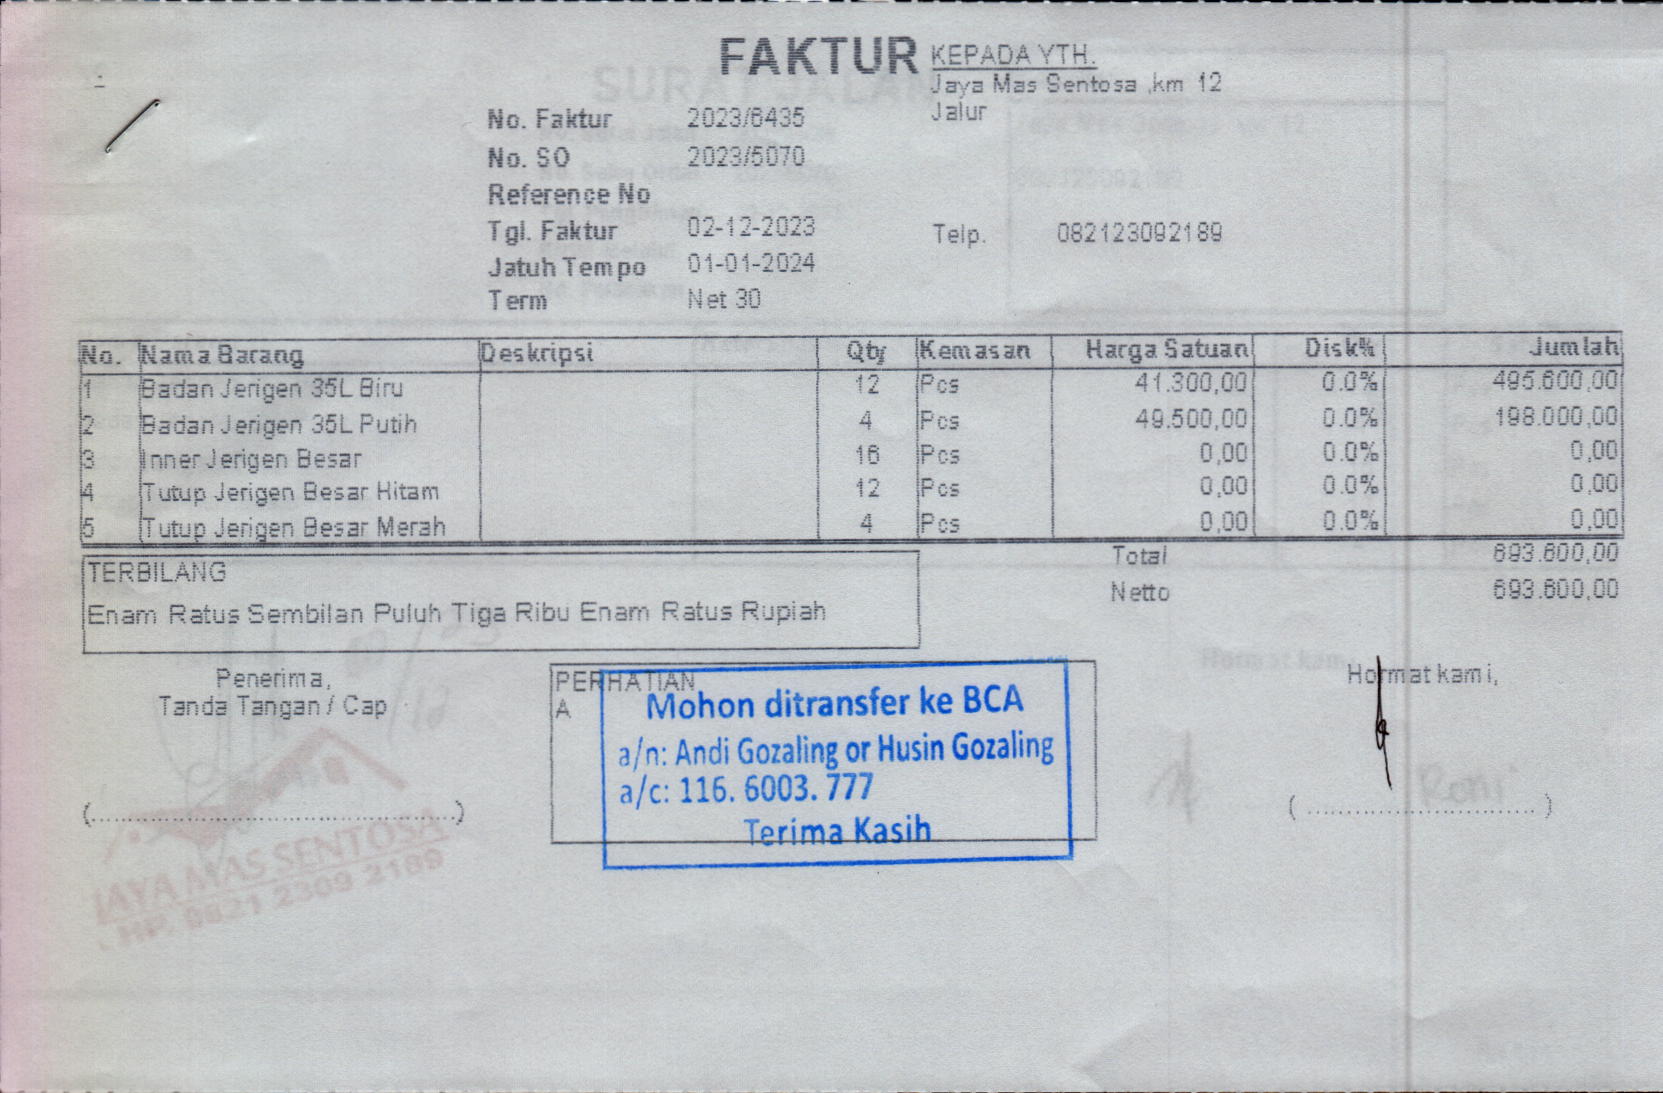 FAKTUR
KEPADA YTH.
Jaya Mas Sentosa ,km 12
Jalur
No. Faktur 2023/6435
No. SO 2023/5070
Reference No
Tgl. Faktur 02-12-2023
Telp. 082123092189
Jatuh Tempo 01-01-2024
Term Net 30
No. Nama Barang Deskripsi Qty Kemasan Harga Satuan Disk% Jumlah
1 Badan Jerigen 35L Biru 12 Pcs 41.300,00 0.0% 495.600,00
2 Badan Jerigen 35L Putih 4 Pcs 49.500,00 0.0% 198.000,00
3 Inner Jerigen Besar 16 Pcs 0,00 0.0% 0,00
4 Tutup Jerigen Besar Hitam 12 Pcs 0,00 0.0% 0,00
5 Tutup Jerigen Besar Merah 4 Pcs 0,00 0.0% 0,00
Total 693.600,00
Netto 693.600,00
TERBILANG
Enam Ratus Sembilan Puluh Tiga Ribu Enam Ratus Rupiah
Penerima,
Tanda Tangan / Cap
(..........................................................)
JAYA MAS SENTOSA
HP. 0821 2309 2189
PERHATIAN
A
Mohon ditransfer ke BCA
a/n: Andi Gozaling or Husin Gozaling
a/c: 116. 6003. 777
Terima Kasih
Hormat kami,
Roni
( .................................... )
SURAT JALAN